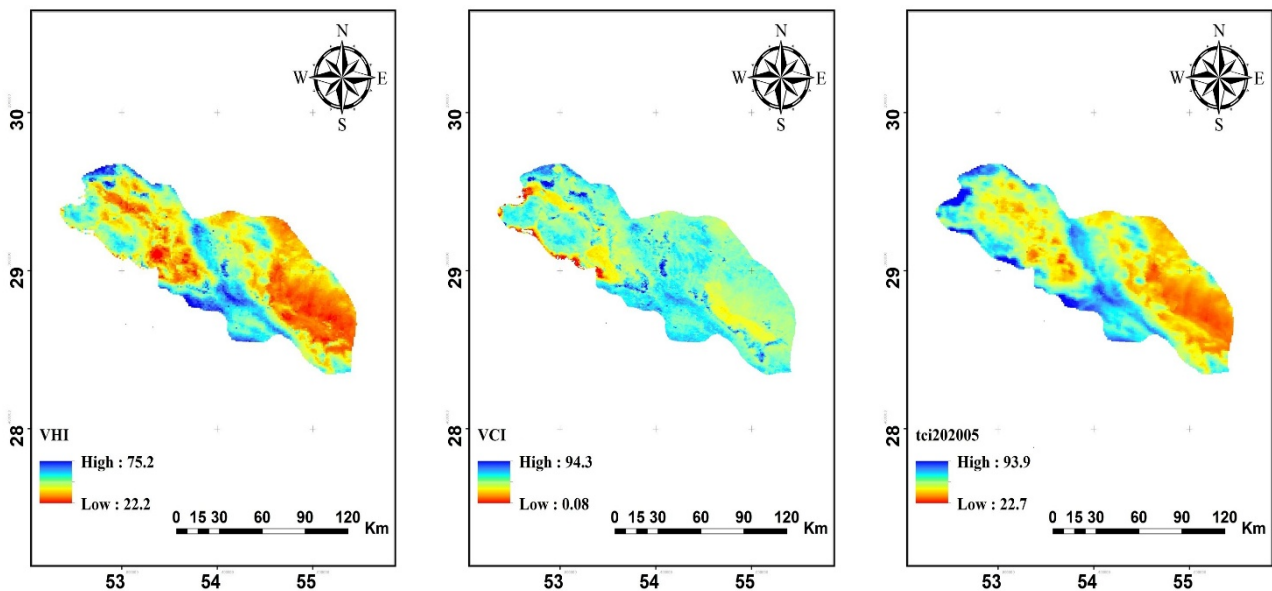 N
W E
S
30
29
28
VHI
High : 75.2
Low : 22.2
0 15 30 60 90 120
Km
53 54 55
N
W E
S
30
29
28
VCI
High : 94.3
Low : 0.08
0 15 30 60 90 120
Km
53 54 55
N
W E
S
30
29
28
tci202005
High : 93.9
Low : 22.7
0 15 30 60 90 120
Km
53 54 55